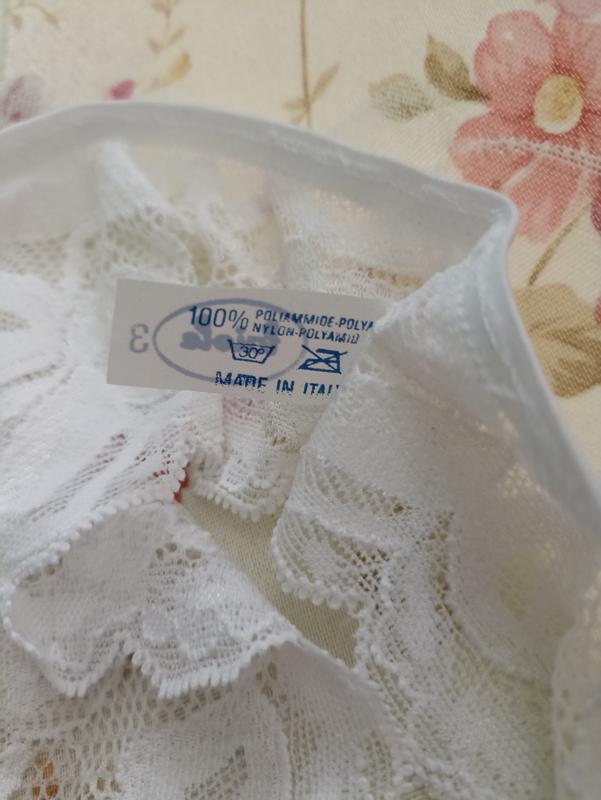 100% POLIAMMIDE-POLYA
NYLON-POLYAMID
30°
MADE IN ITALY
3